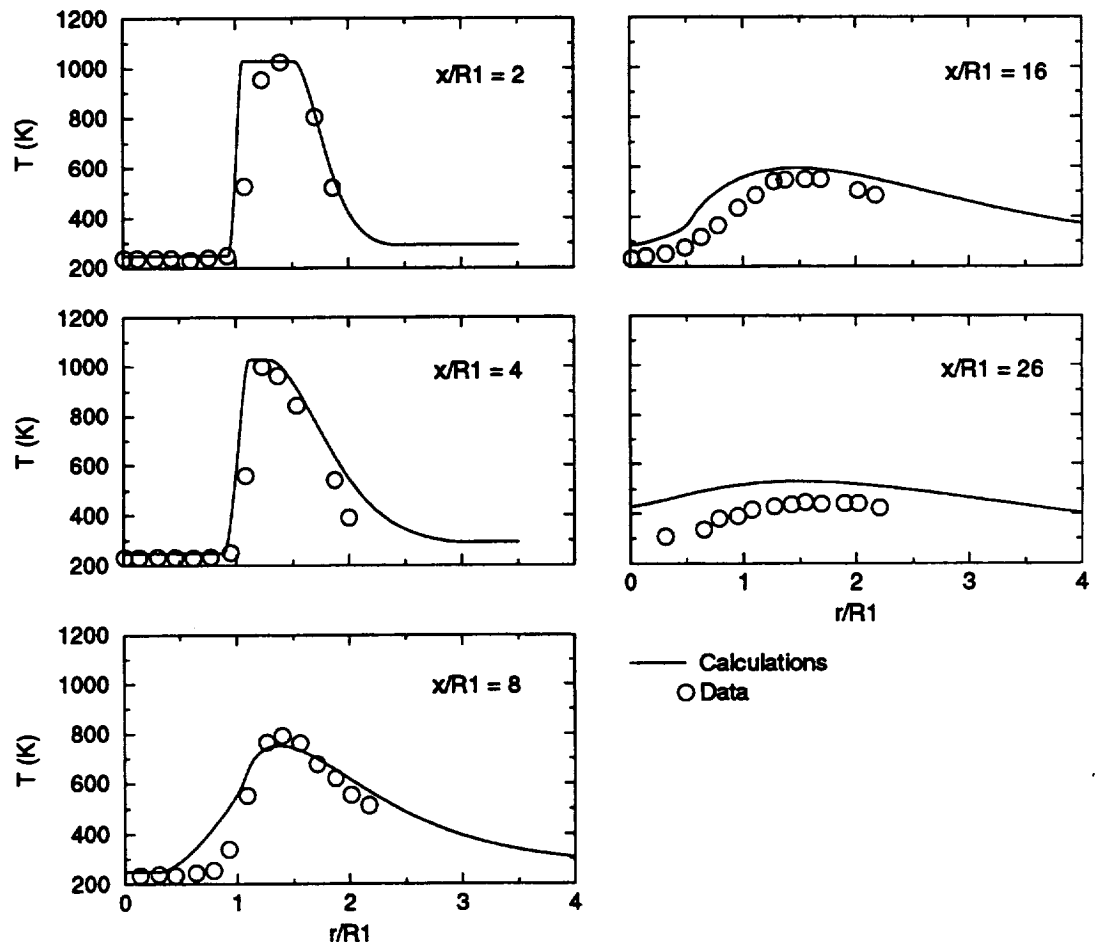 1200
1000
800
600
400
200
T (K)
x/R1 = 2
1200
1000
800
600
400
200
T (K)
x/R1 = 4
1200
1000
800
600
400
200
T (K)
x/R1 = 8
0 1 2 3 4
r/R1
x/R1 = 16
x/R1 = 26
0 1 2 3 4
r/R1
Calculations
Data